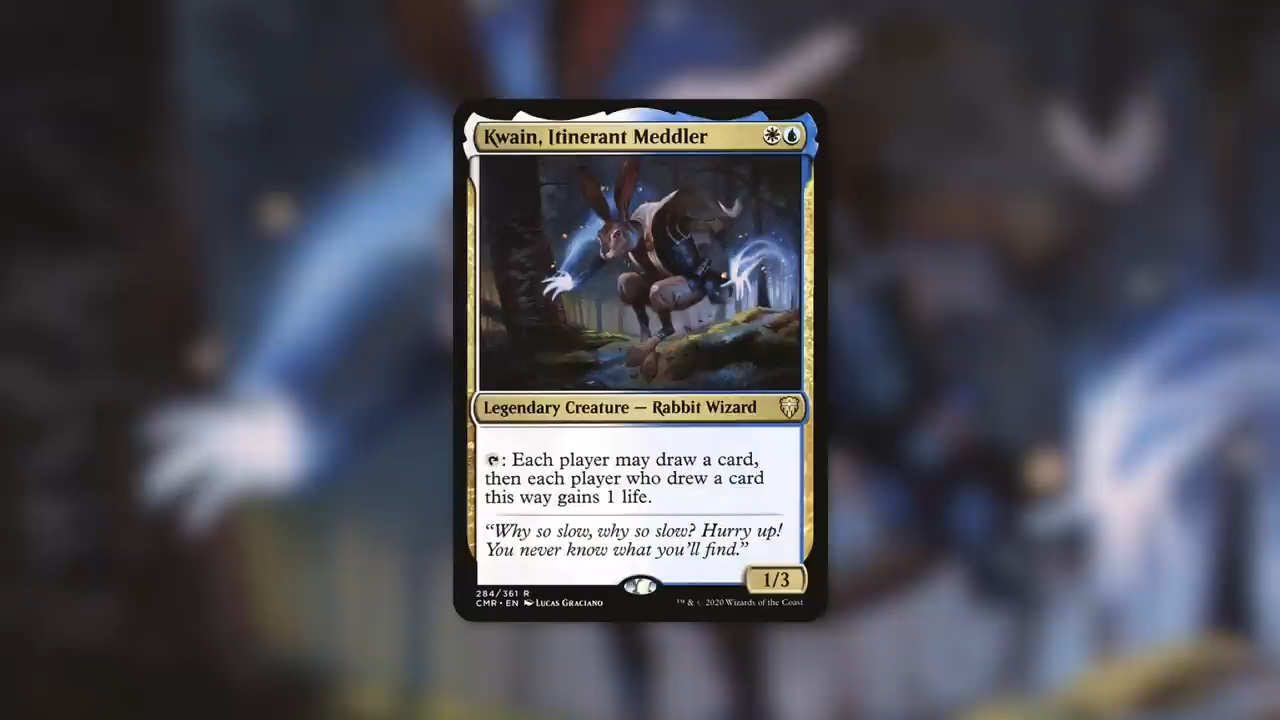 Kwain, Itinerant Meddler
Legendary Creature — Rabbit Wizard
: Each player may draw a card,
then each player who drew a card
this way gains 1 life.
“Why so slow, why so slow? Hurry up!
You never know what you’ll find.”
1/3
284/361 R
CMR • EN Lucas Graciano
™ & © 2020 Wizards of the Coast